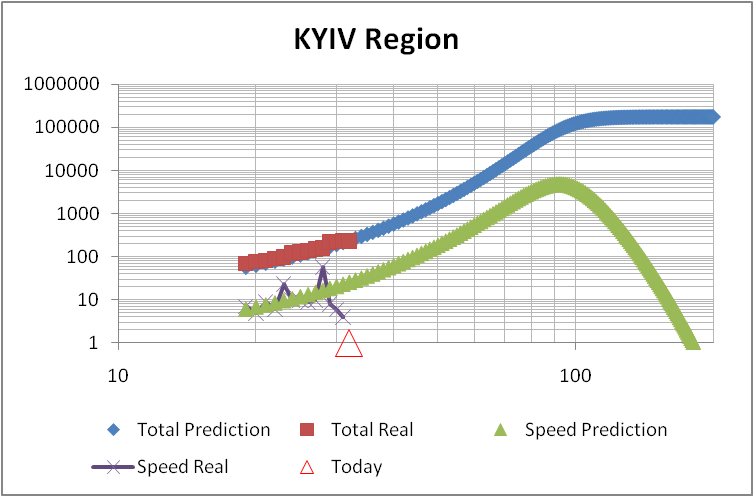 KYIV Region
1000000
100000
10000
1000
100
10
1
10 100
Total Prediction Total Real Speed Prediction
Speed Real Today